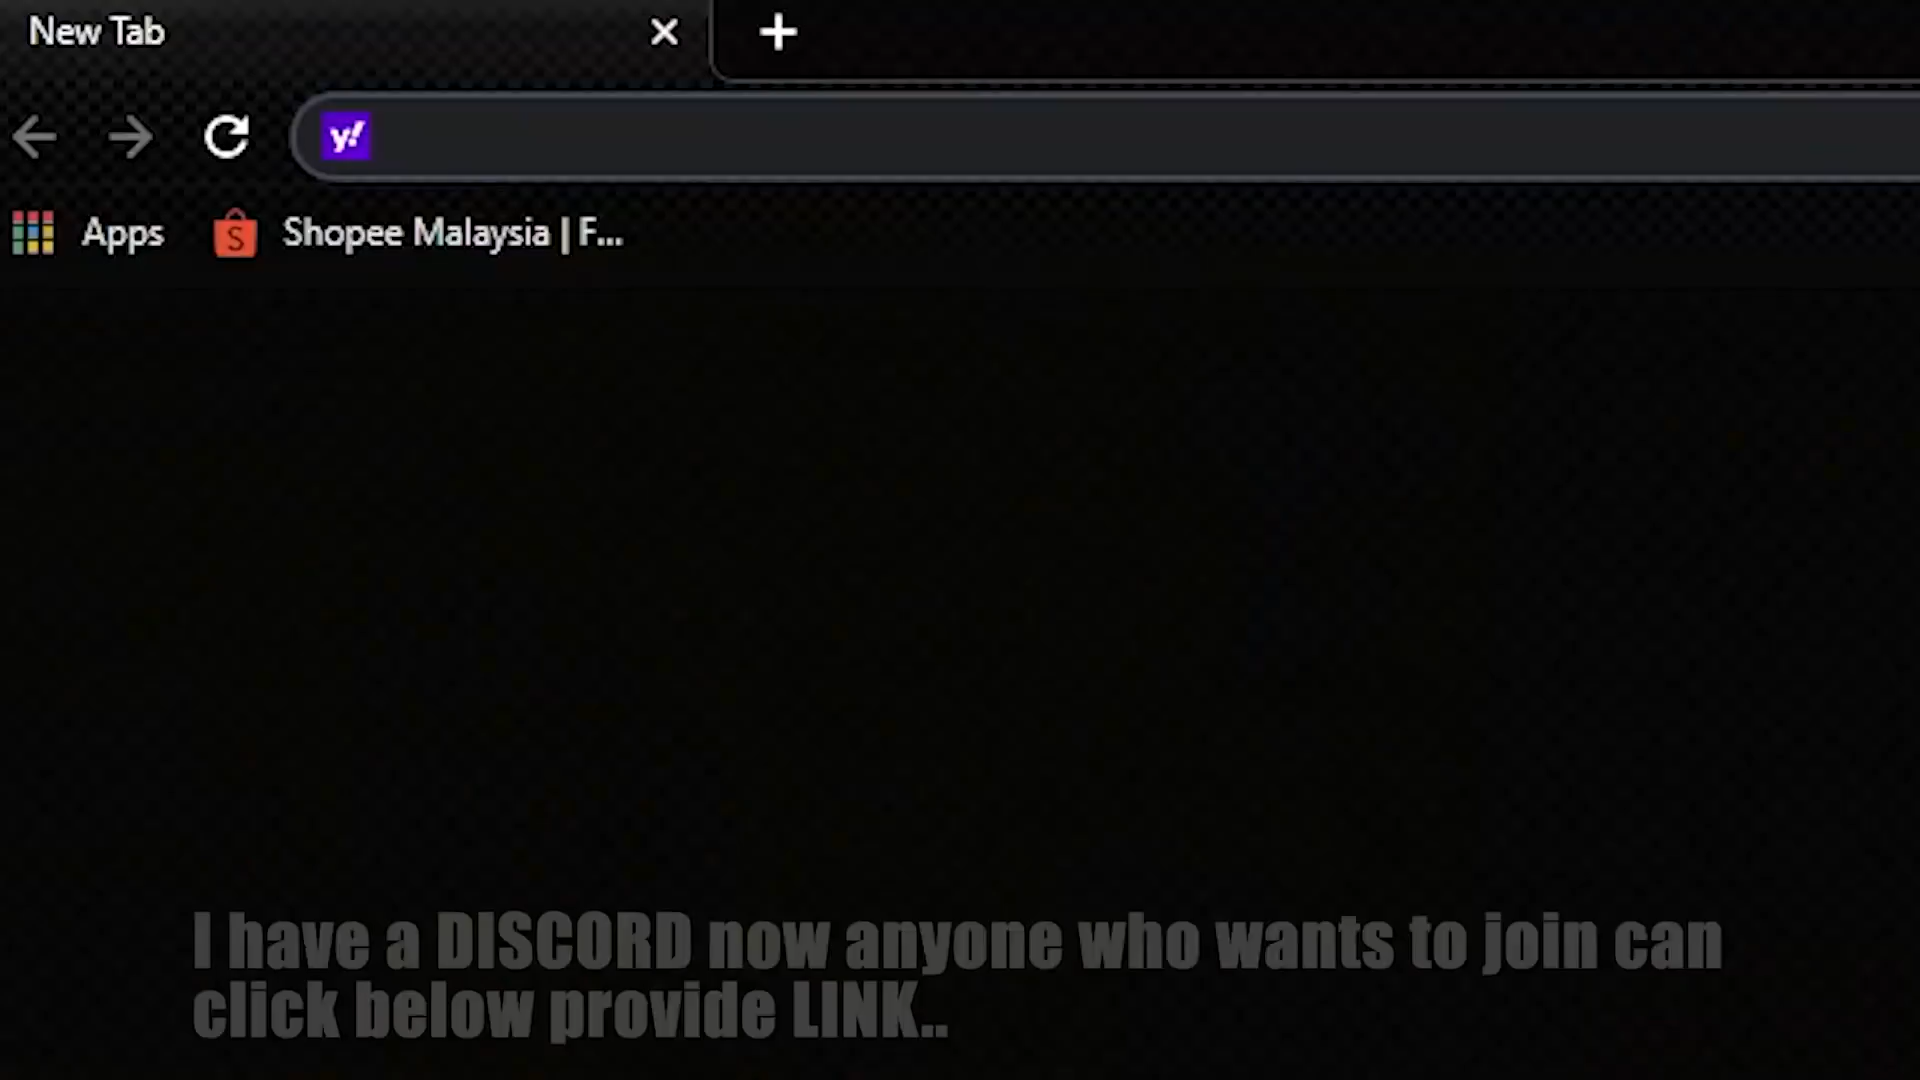 New Tab
y!
Apps
S
Shopee Malaysia | F...
I have a DISCORD now anyone who wants to join can
click below provide LINK..